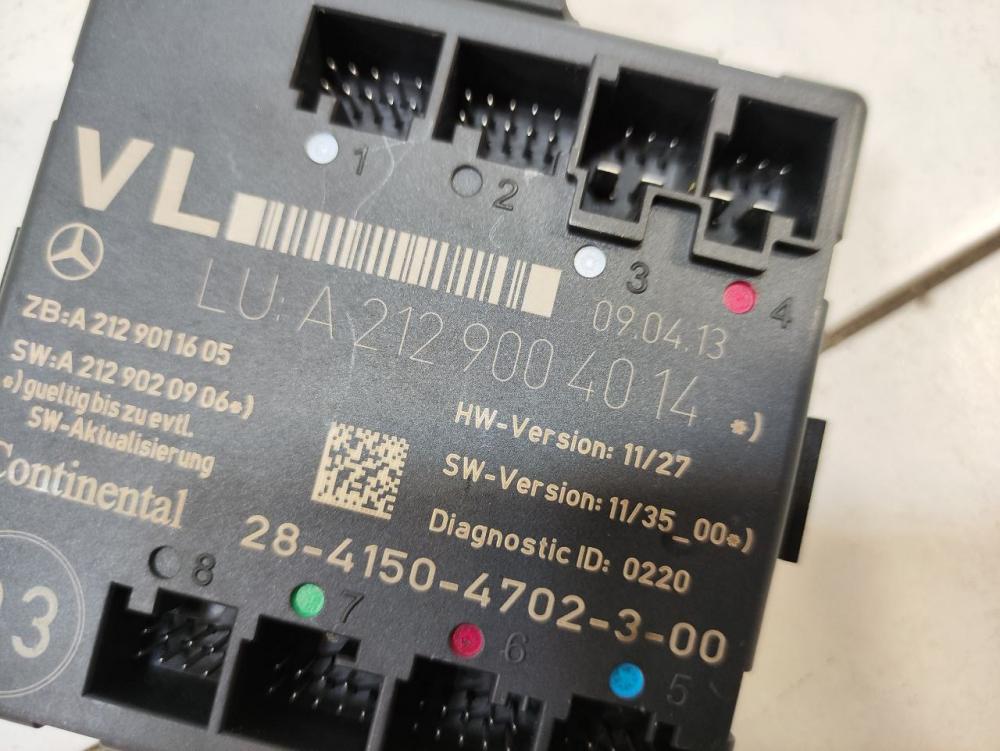 1
2
3
4
VL
LU: A 212 900 40 14 *)
09.04.13
ZB:A 212 901 16 05
SW:A 212 902 09 06*)
*)gueltig bis zu evtl.
SW-Aktualisierung
Continental
HW-Version: 11/27
SW-Version: 11/35_00*)
Diagnostic ID: 0220
28-4150-4702-3-00
8
7
6
5